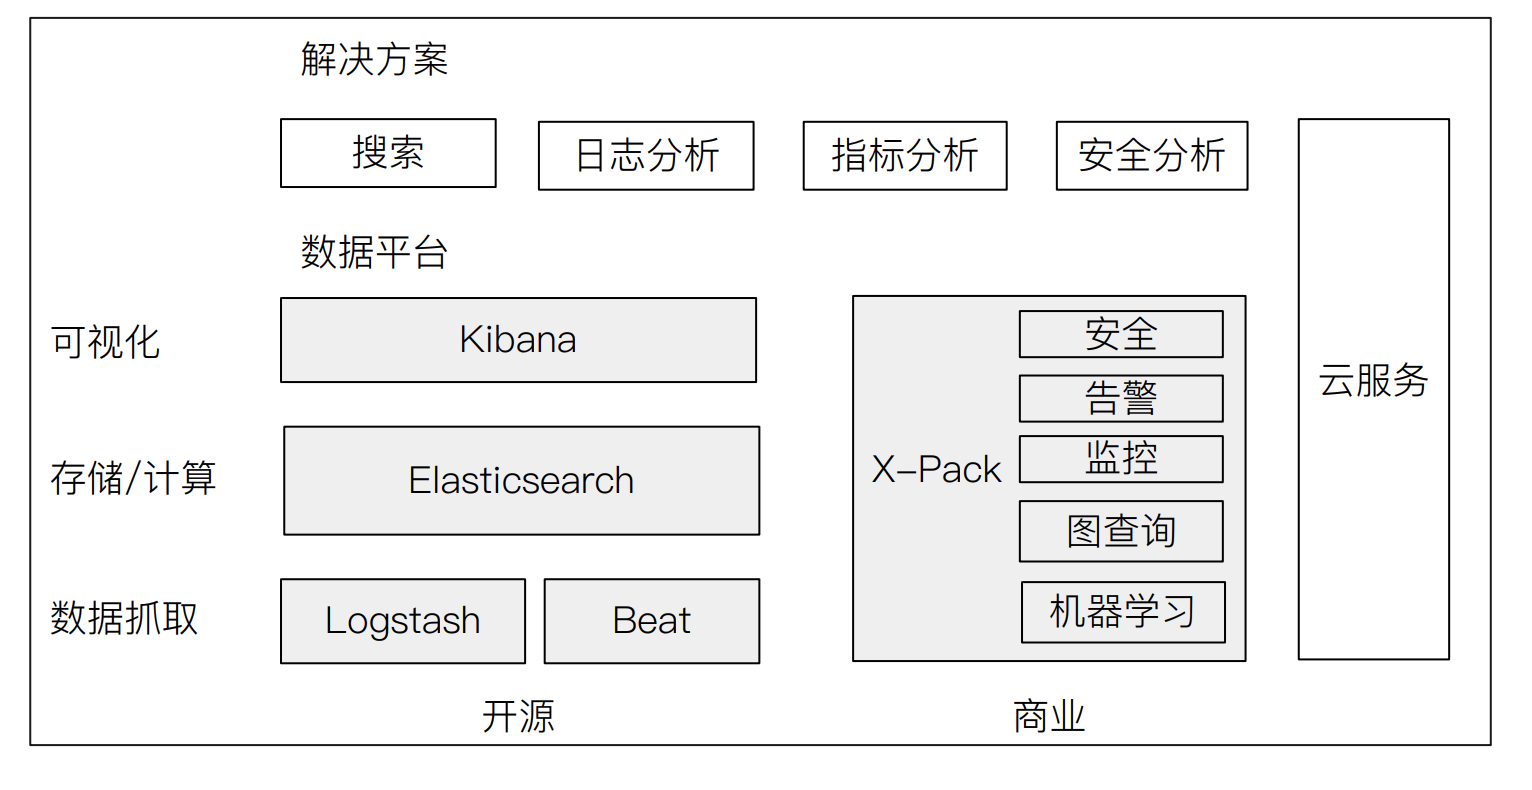 解决方案
搜索
日志分析
指标分析
安全分析
数据平台
可视化
Kibana
存储/计算
Elasticsearch
数据抓取
Logstash
Beat
X-Pack
安全
告警
监控
图查询
机器学习
云服务
开源
商业